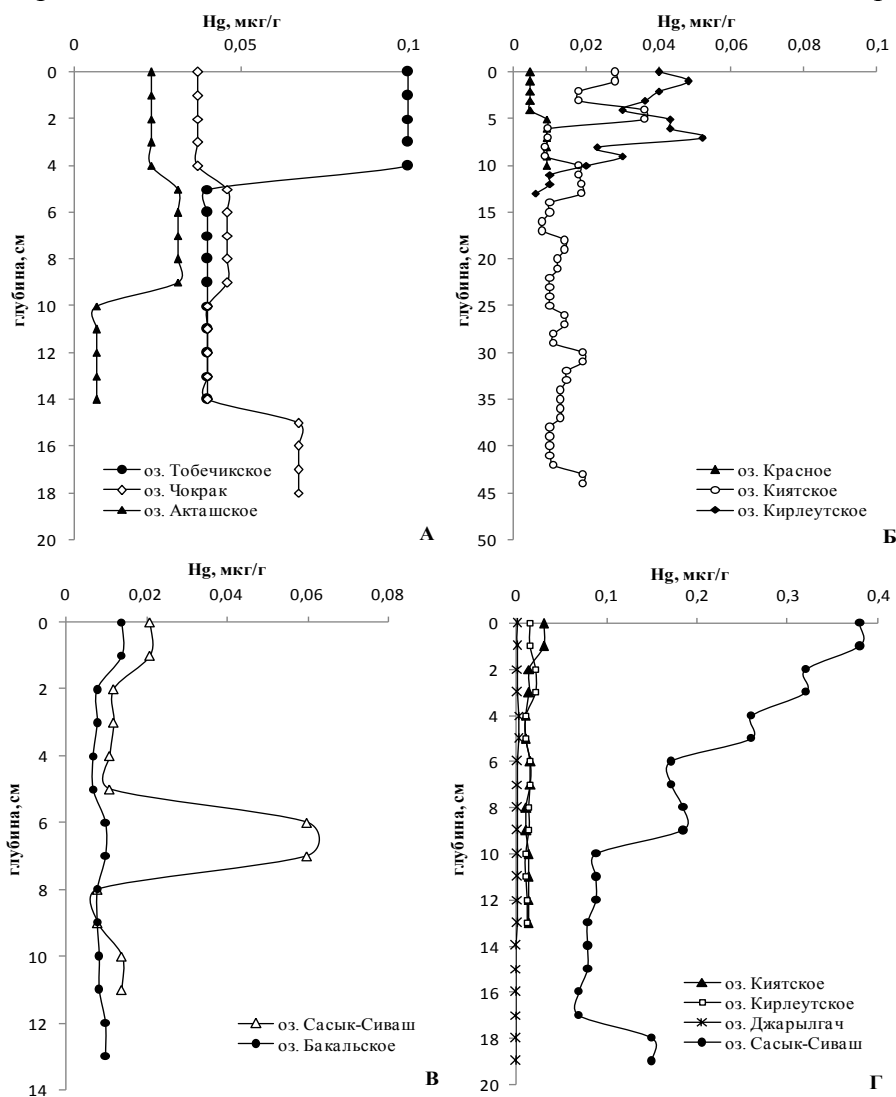 Hg, мкг/г
0 0,05 0,1
глубина, см
0
2
4
6
8
10
12
14
16
18
20
оз. Тобечикское
оз. Чокрак
оз. Акташское
А
Hg, мкг/г
0 0,02 0,04 0,06 0,08 0,1
глубина, см
0
5
10
15
20
25
30
35
40
45
50
оз. Красное
оз. Киятское
оз. Кирлеутское
Б
Hg, мкг/г
0 0,02 0,04 0,06 0,08
глубина, см
0
2
4
6
8
10
12
14
оз. Сасык-Сиваш
оз. Бакальское
В
Hg, мкг/г
0 0,1 0,2 0,3 0,4
глубина, см
0
2
4
6
8
10
12
14
16
18
20
оз. Киятское
оз. Кирлеутское
оз. Джарылгач
оз. Сасык-Сиваш
Г